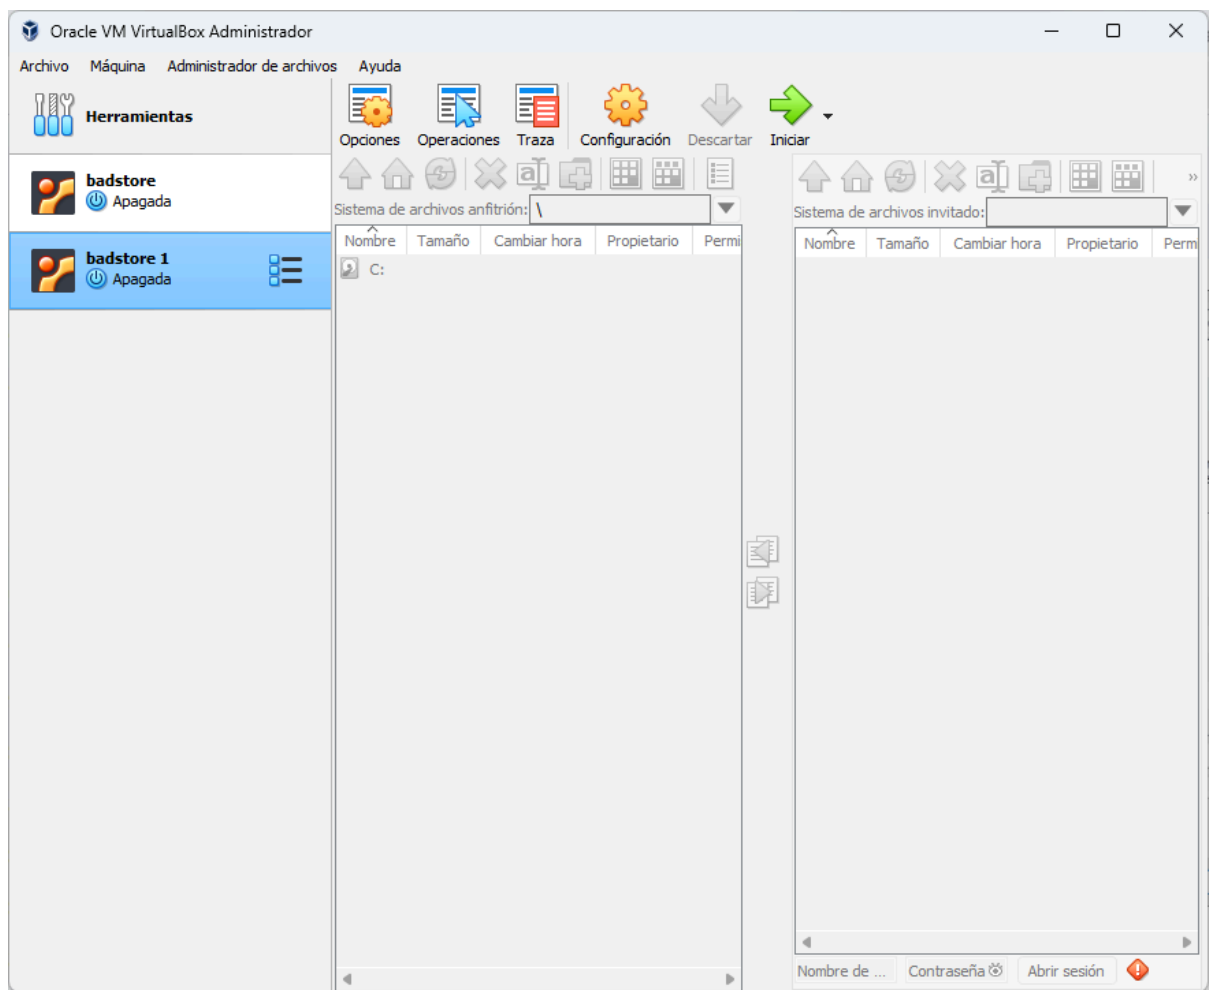 Oracle VM VirtualBox Administrador
Archivo Máquina Administrador de archivos Ayuda
Herramientas
Opciones Operaciones Traza Configuración Descartar Iniciar
badstore
Apagada
badstore 1
Apagada
Sistema de archivos anfitrión: \
Nombre Tamaño Cambiar hora Propietario Permi
C:
Sistema de archivos invitado:
Nombre Tamaño Cambiar hora Propietario Perm
Nombre de ... Contraseña Abrir sesión